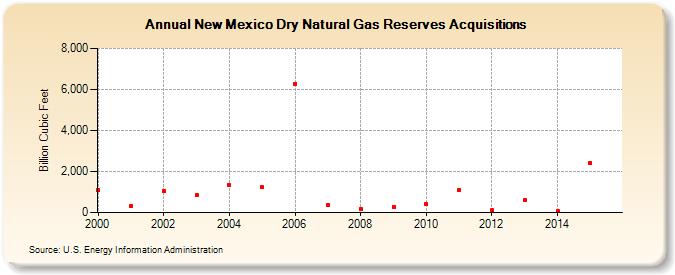 Annual New Mexico Dry Natural Gas Reserves Acquisitions
Billion Cubic Feet
8,000
6,000
4,000
2,000
0
2000 2002 2004 2006 2008 2010 2012 2014
Source: U.S. Energy Information Administration